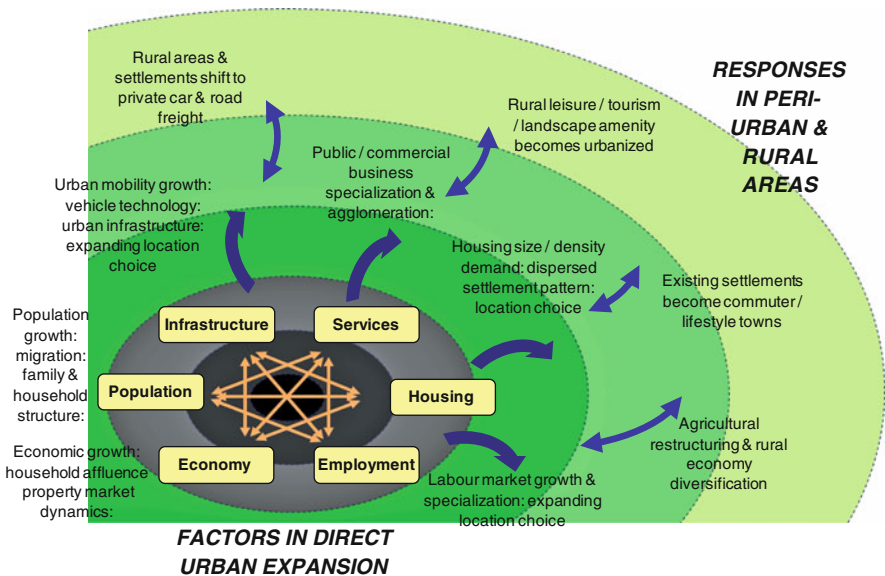 Rural areas &
settlements shift to
private car & road
freight
RESPONSES
IN PERI-
URBAN &
RURAL
AREAS
Rural leisure / tourism
/ landscape amenity
becomes urbanized
Public / commercial
business
specialization &
agglomeration:
Urban mobility growth:
vehicle technology:
urban infrastructure:
expanding location
choice
Housing size / density
demand: dispersed
settlement pattern:
location choice
Existing settlements
become commuter /
lifestyle towns
Infrastructure
Services
Population
growth:
migration:
family &
household
structure:
Population
Housing
Economy
Employment
Economic growth:
household affluence
property market
dynamics:
Agricultural
restructuring & rural
economy
diversification
Labour market growth &
specialization: expanding
location choice
FACTORS IN DIRECT
URBAN EXPANSION